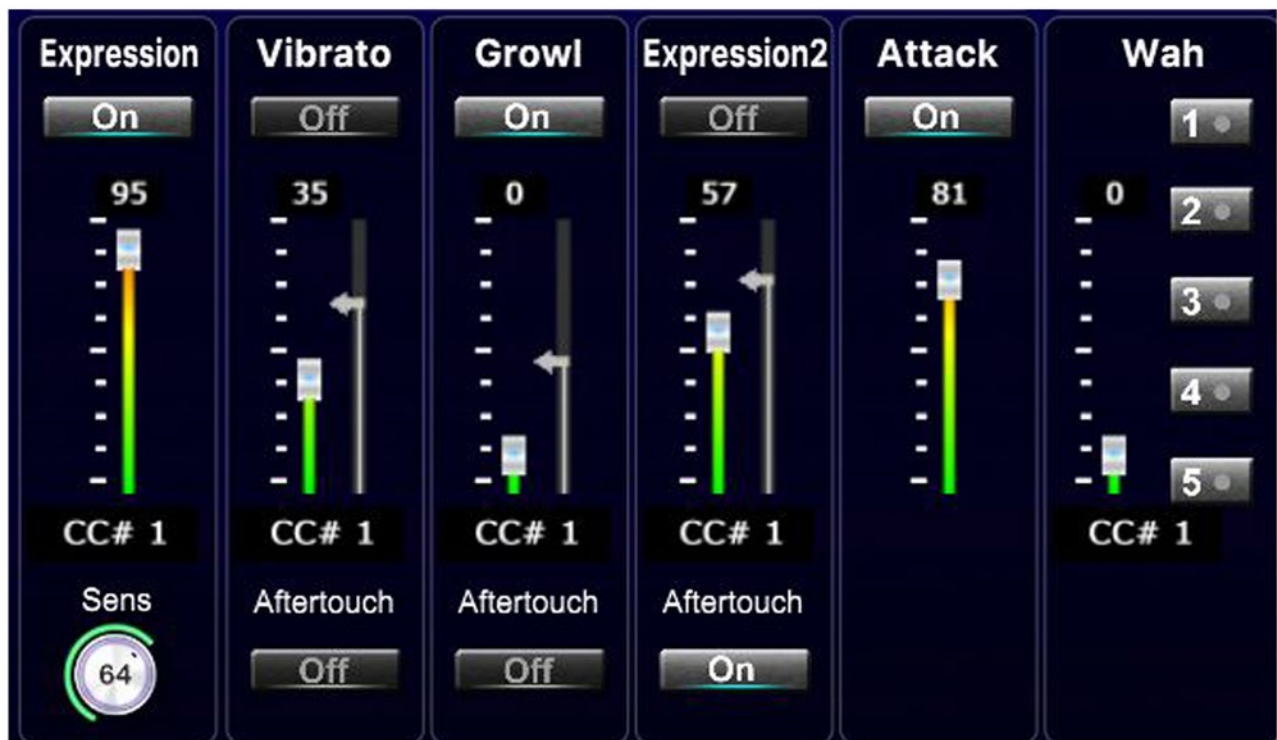 Expression Vibrato Growl Expression2 Attack Wah
On Off On Off On 1
95 35 0 57 81 0 2
3
4
5
CC# 1 CC# 1 CC# 1 CC# 1 CC# 1
Sens Aftertouch Aftertouch Aftertouch
64 Off Off On